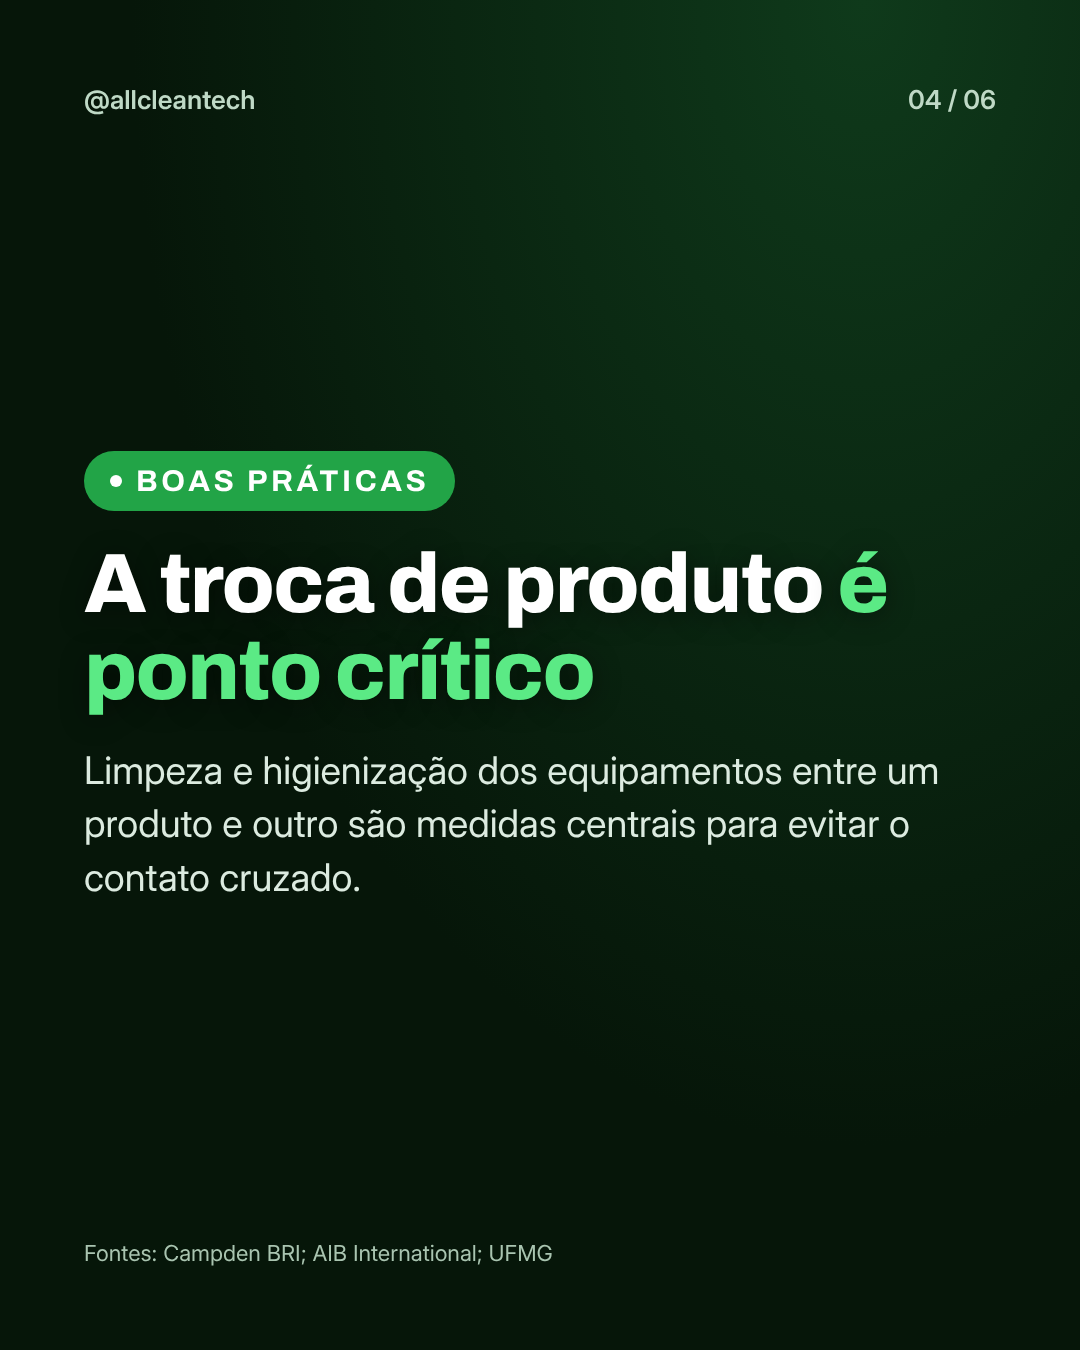 @allcleantech
04 / 06
BOAS PRÁTICAS
A troca de produto é
ponto crítico
Limpeza e higienização dos equipamentos entre um
produto e outro são medidas centrais para evitar o
contato cruzado.
Fontes: Campden BRI; AIB International; UFMG